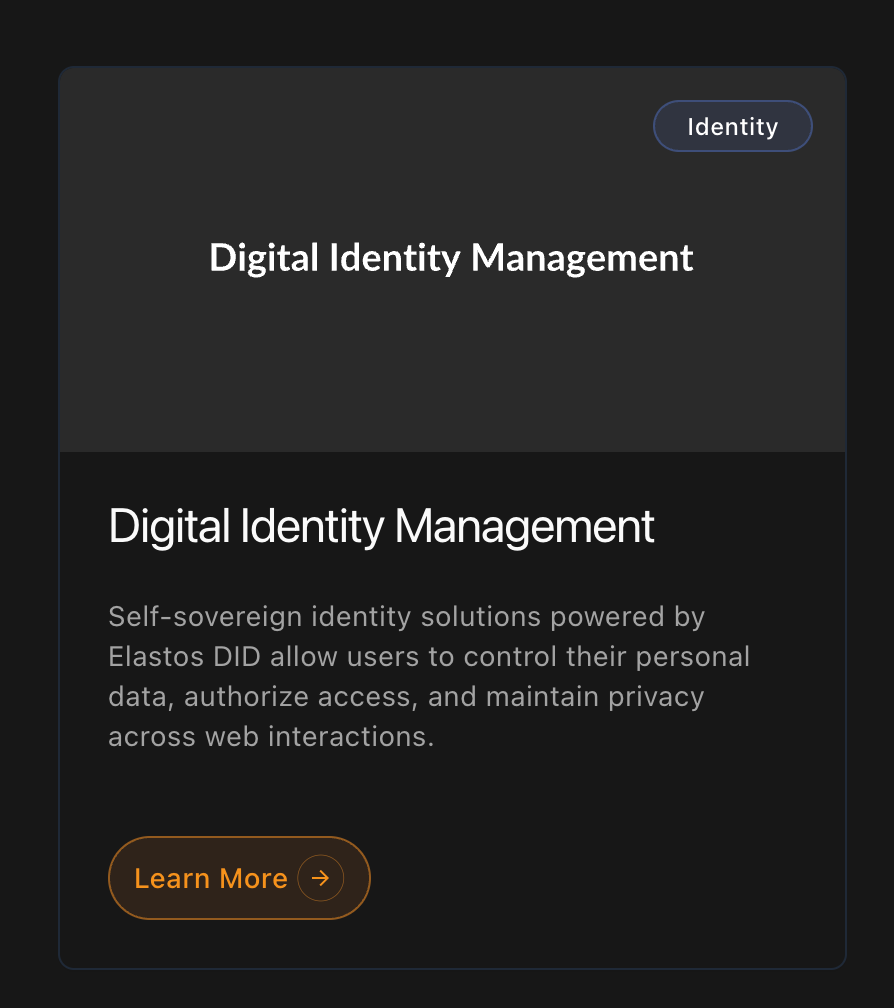 Identity
Digital Identity Management
Digital Identity Management
Self-sovereign identity solutions powered by
Elastos DID allow users to control their personal
data, authorize access, and maintain privacy
across web interactions.
Learn More